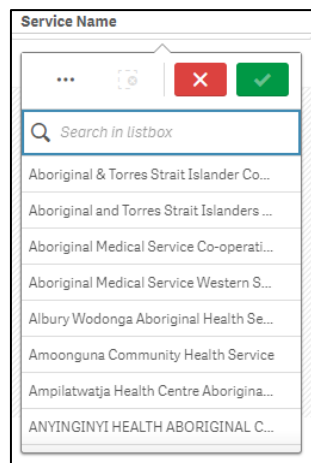 Service Name
Search in listbox
Aboriginal & Torres Strait Islander Co...
Aboriginal and Torres Strait Islanders ...
Aboriginal Medical Service Co-operati...
Aboriginal Medical Service Western S...
Albury Wodonga Aboriginal Health Se...
Amoonguna Community Health Service
Ampilatwatja Health Centre Aborigina...
ANYINGINYI HEALTH ABORIGINAL C...